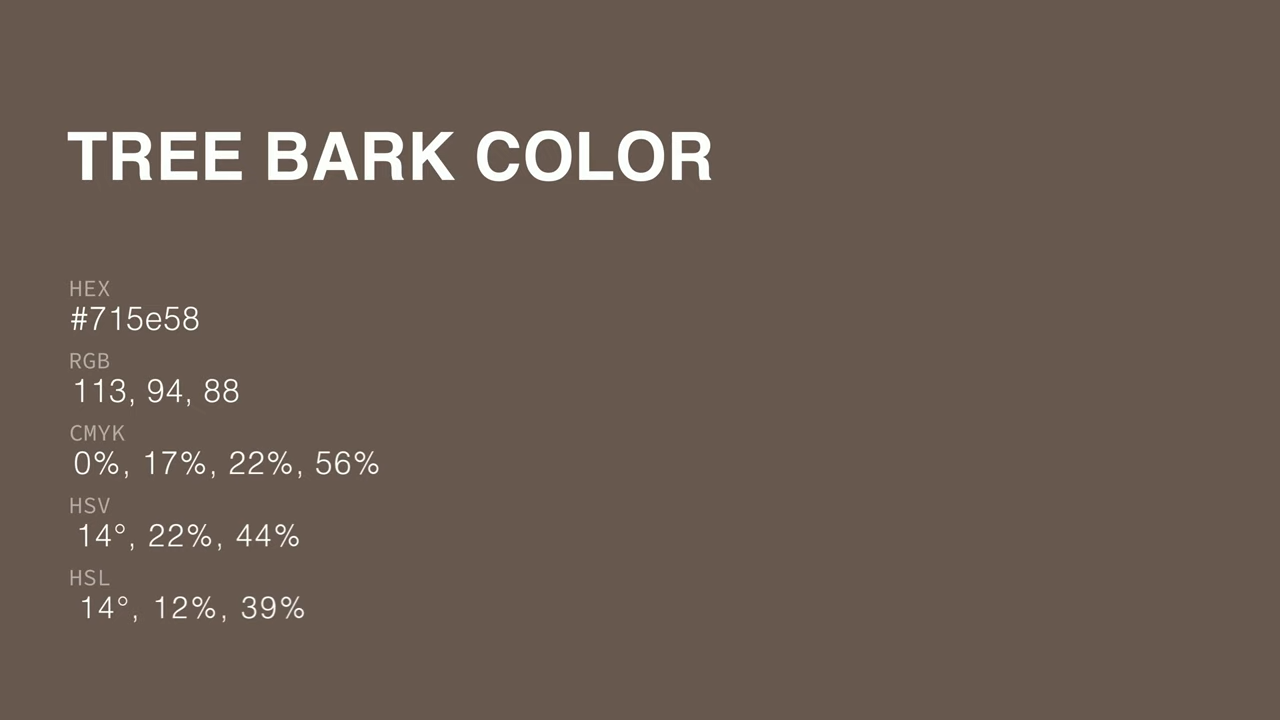 TREE BARK COLOR
HEX
#715e58
RGB
113, 94, 88
CMYK
0%, 17%, 22%, 56%
HSV
14°, 22%, 44%
HSL
14°, 12%, 39%